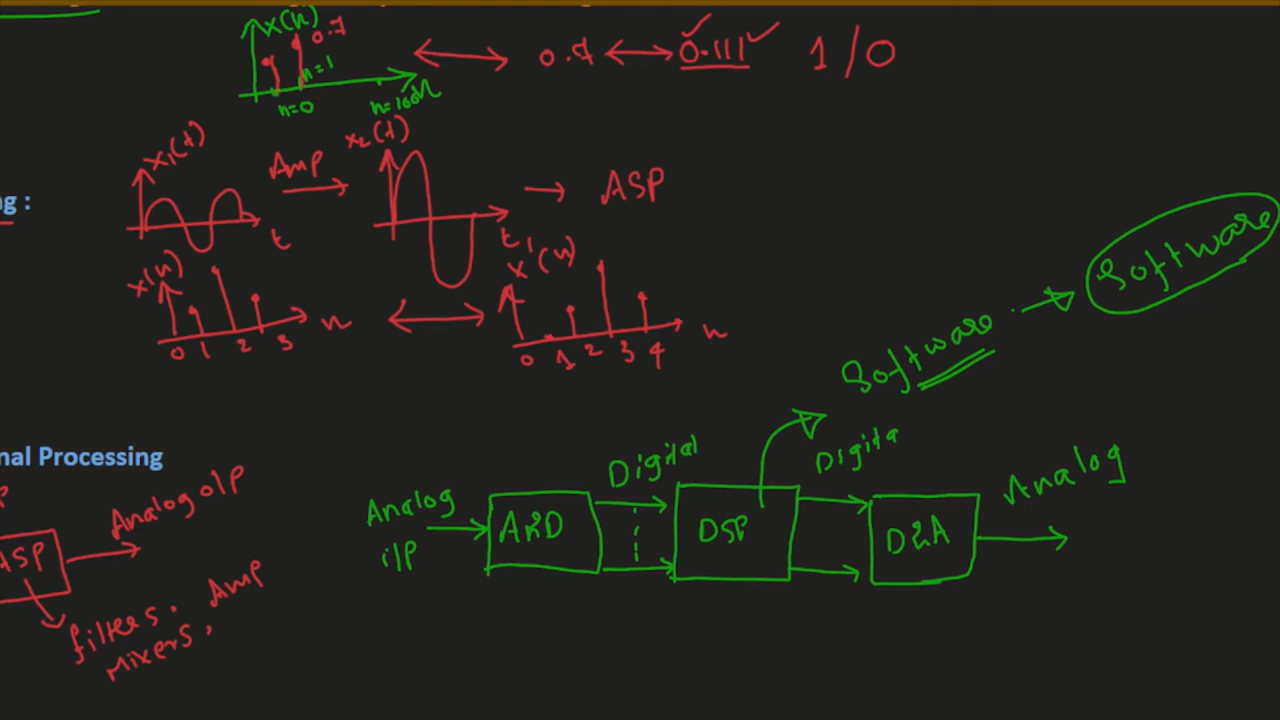 x(n)
0.7
n=1
n=0
0.7
0.111
1/0
x₁(t)
Amp
x₂(t)
ASP
ng :
t
t
x(n)
0 1 2 3
n
x'(n)
0 1 2 3 4
n
Software
Software
nal Processing
Analog o/P
ASP
filters. Amp
mixers,
Analog
i/P
A2D
Digital
DSP
Digita
D2A
Analog